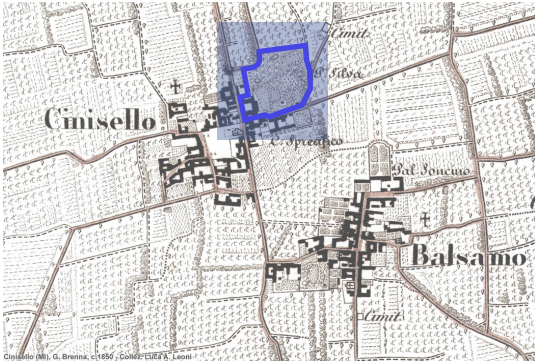 Cimit.
P. Silva
Cinisello
C. Spreafico
Pal. Soncino
Balsamo
Cimit.
Cinisello (MI), G. Brenna, c.1850 - Collez. Luca A. Leoni